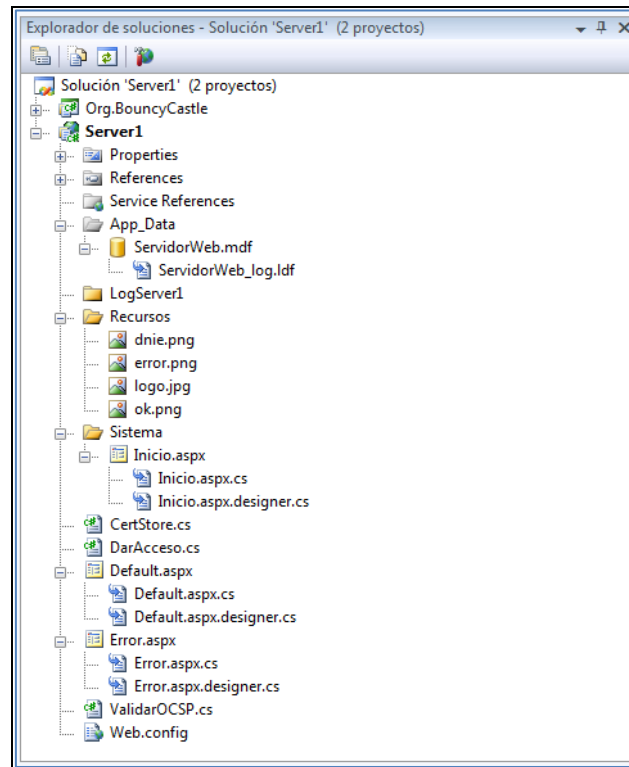 Explorador de soluciones - Solución 'Server1' (2 proyectos)
Solución 'Server1' (2 proyectos)
Org.BouncyCastle
Server1
Properties
References
Service References
App_Data
ServidorWeb.mdf
ServidorWeb_log.ldf
LogServer1
Recursos
dnie.png
error.png
logo.jpg
ok.png
Sistema
Inicio.aspx
Inicio.aspx.cs
Inicio.aspx.designer.cs
CertStore.cs
DarAcceso.cs
Default.aspx
Default.aspx.cs
Default.aspx.designer.cs
Error.aspx
Error.aspx.cs
Error.aspx.designer.cs
ValidarOCSP.cs
Web.config